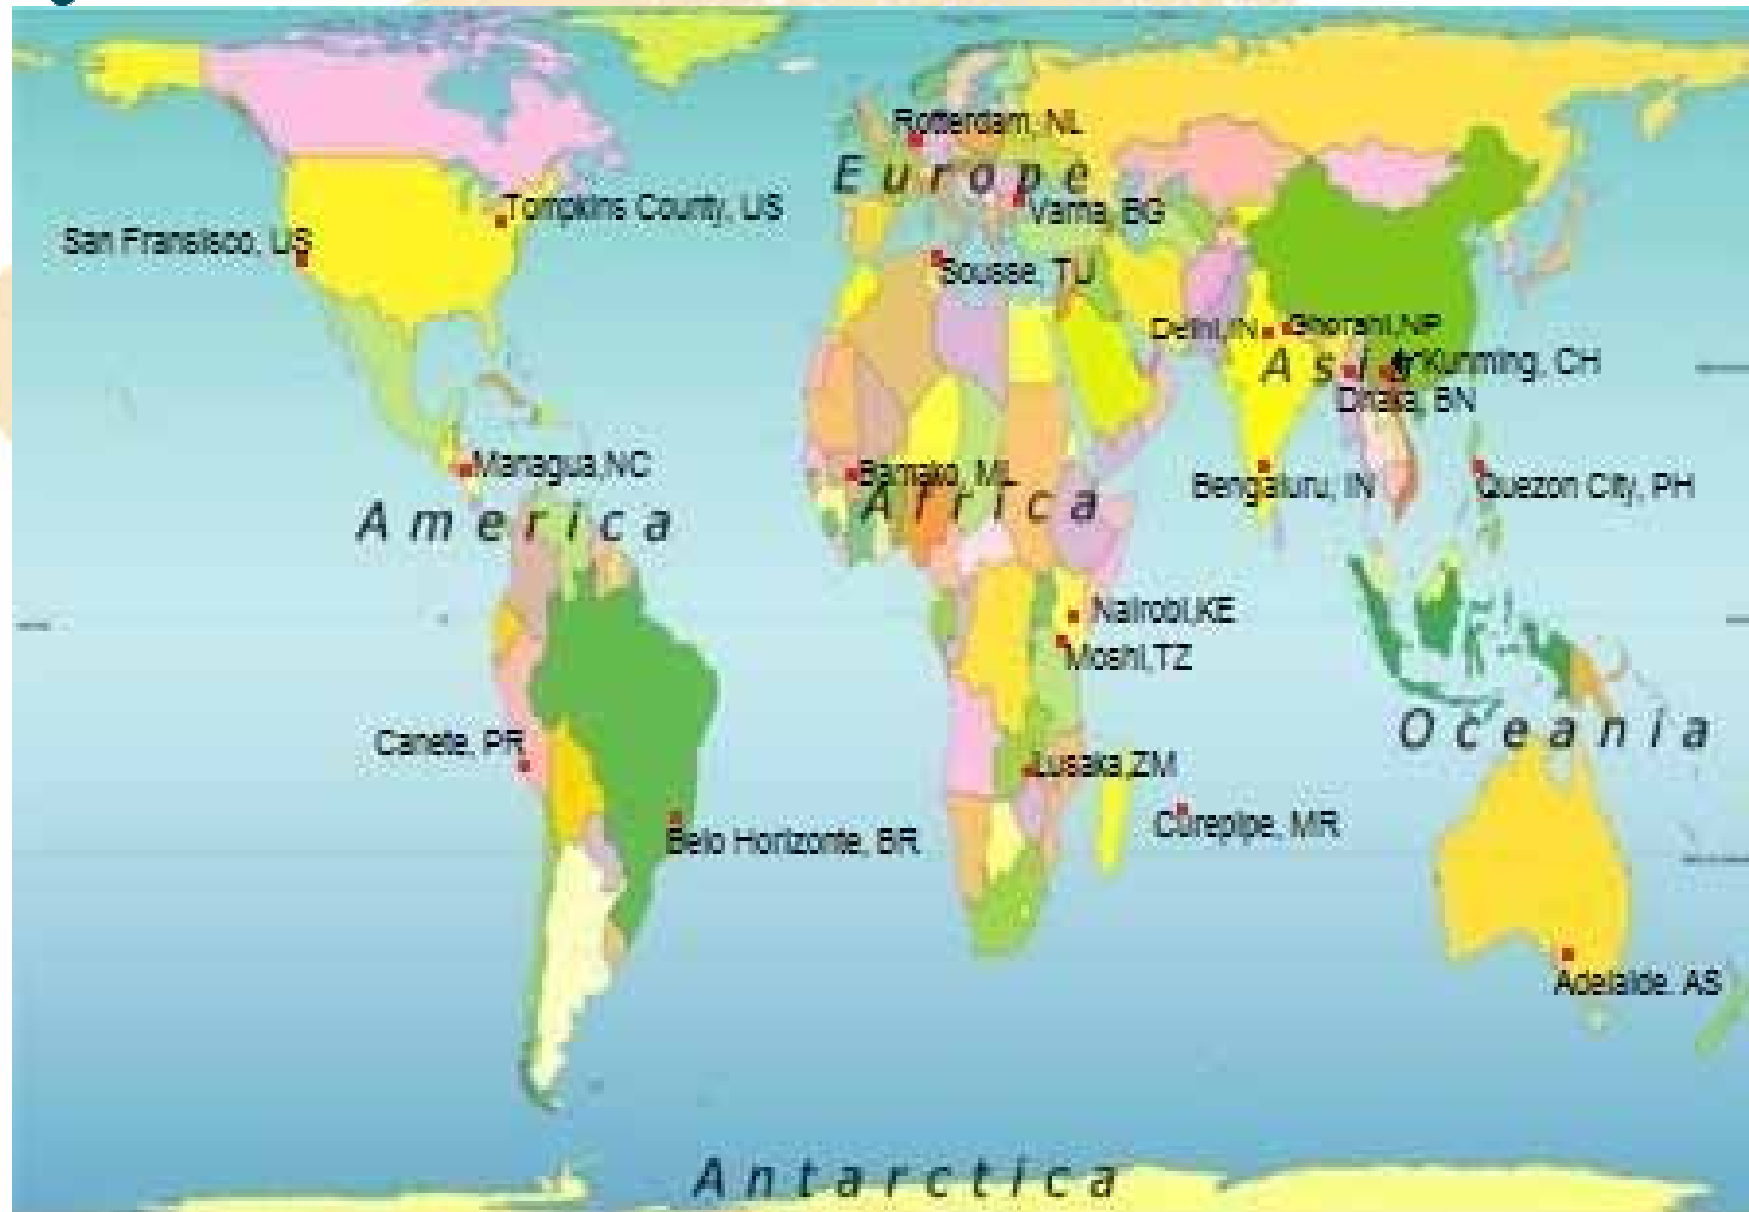 Rotterdam, NL
Europe
Tompkins County, US
Varna, BG
San Fransisco, US
Sousse, TU
Delhi,IN
Ghorahi,NP
Asia
Kunming, CH
Dhaka, BN
Managua,NC
Bamako, ML
Bengaluru, IN
Quezon City, PH
America
Africa
Nairobi,KE
Moshi,TZ
Oceania
Canete, PR
Lusaka,ZM
Curepipe, MR
Belo Horizonte, BR
Adelaide, AS
Antarctica